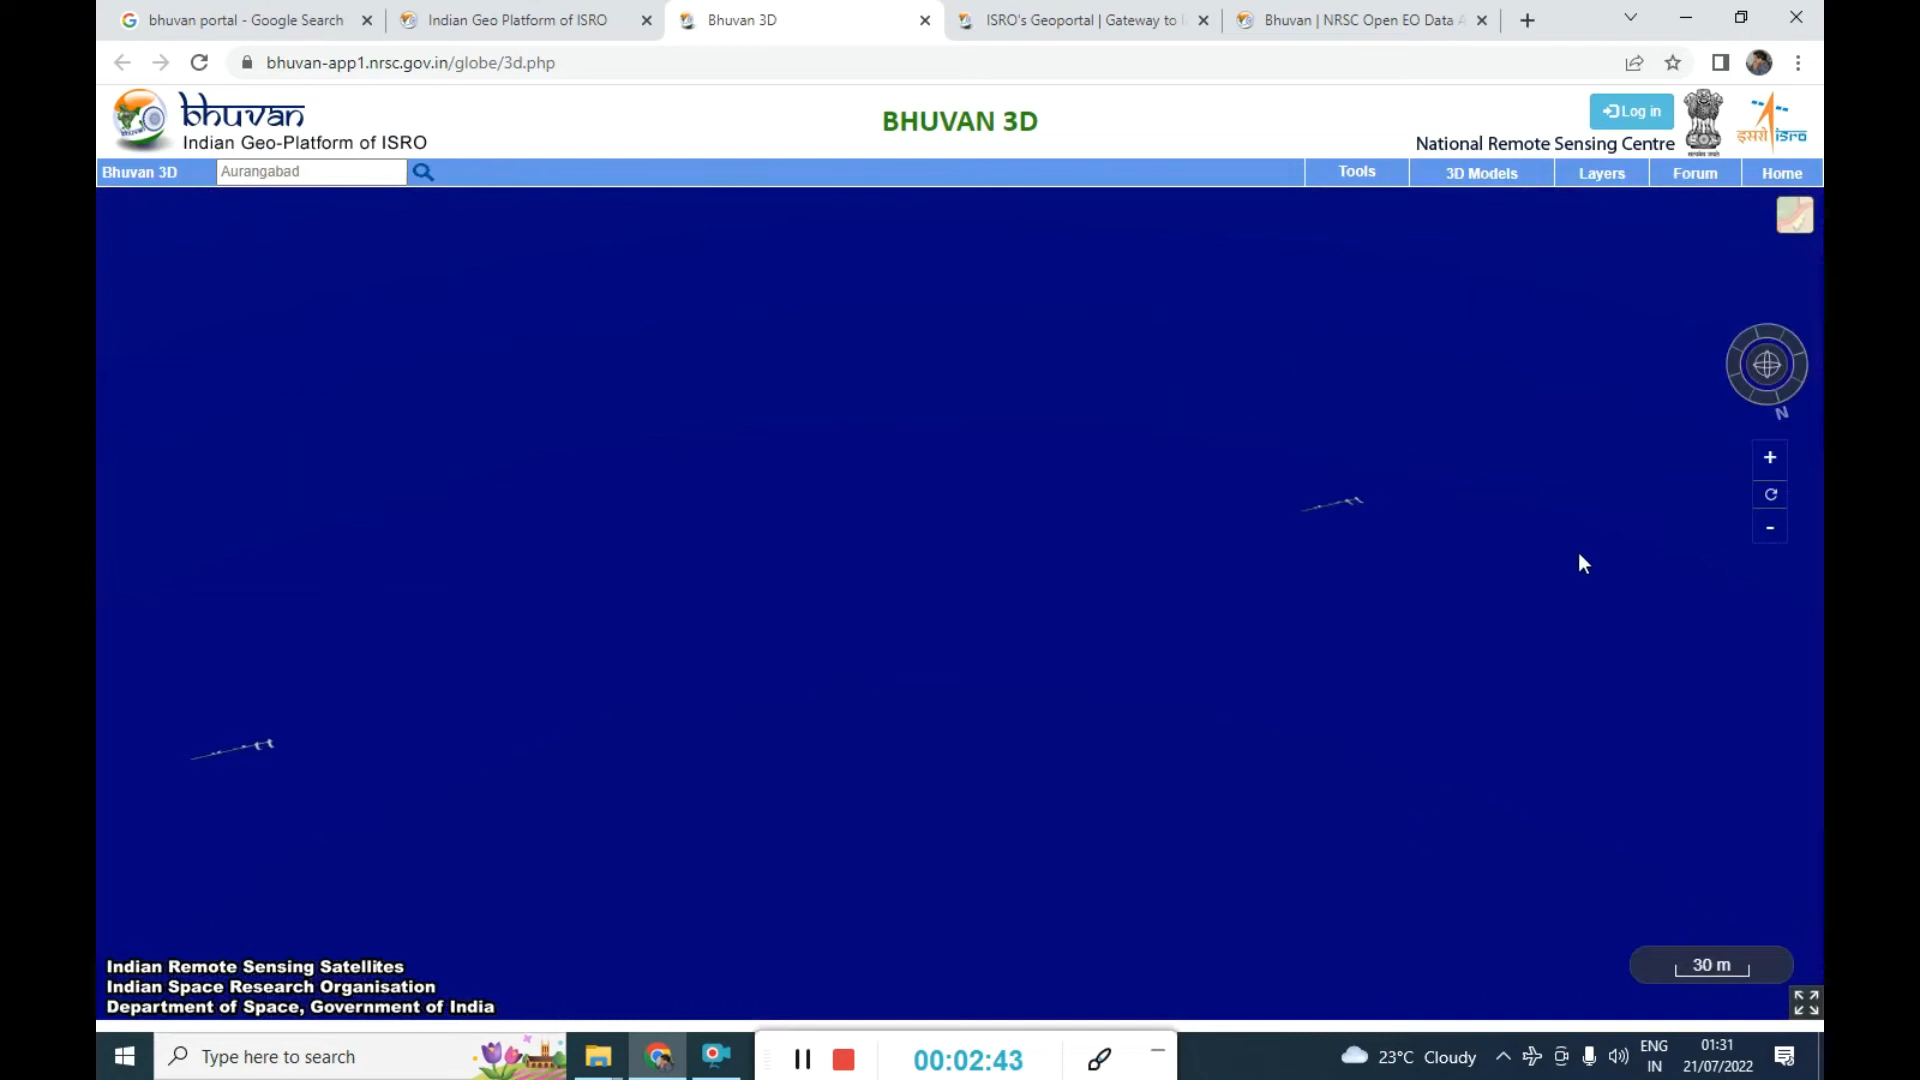 bhuvan portal - Google Search
Indian Geo Platform of ISRO
Bhuvan 3D
ISRO's Geoportal | Gateway to
Bhuvan | NRSC Open EO Data
bhuvan-app1.nrsc.gov.in/globe/3d.php
bhuvan
Indian Geo-Platform of ISRO
BHUVAN 3D
Log in
National Remote Sensing Centre
इसरो isro
Bhuvan 3D
Aurangabad
Tools
3D Models
Layers
Forum
Home
N
+
-
30 m
Indian Remote Sensing Satellites
Indian Space Research Organisation
Department of Space, Government of India
Type here to search
00:02:43
23°C Cloudy
ENG
IN
01:31
21/07/2022